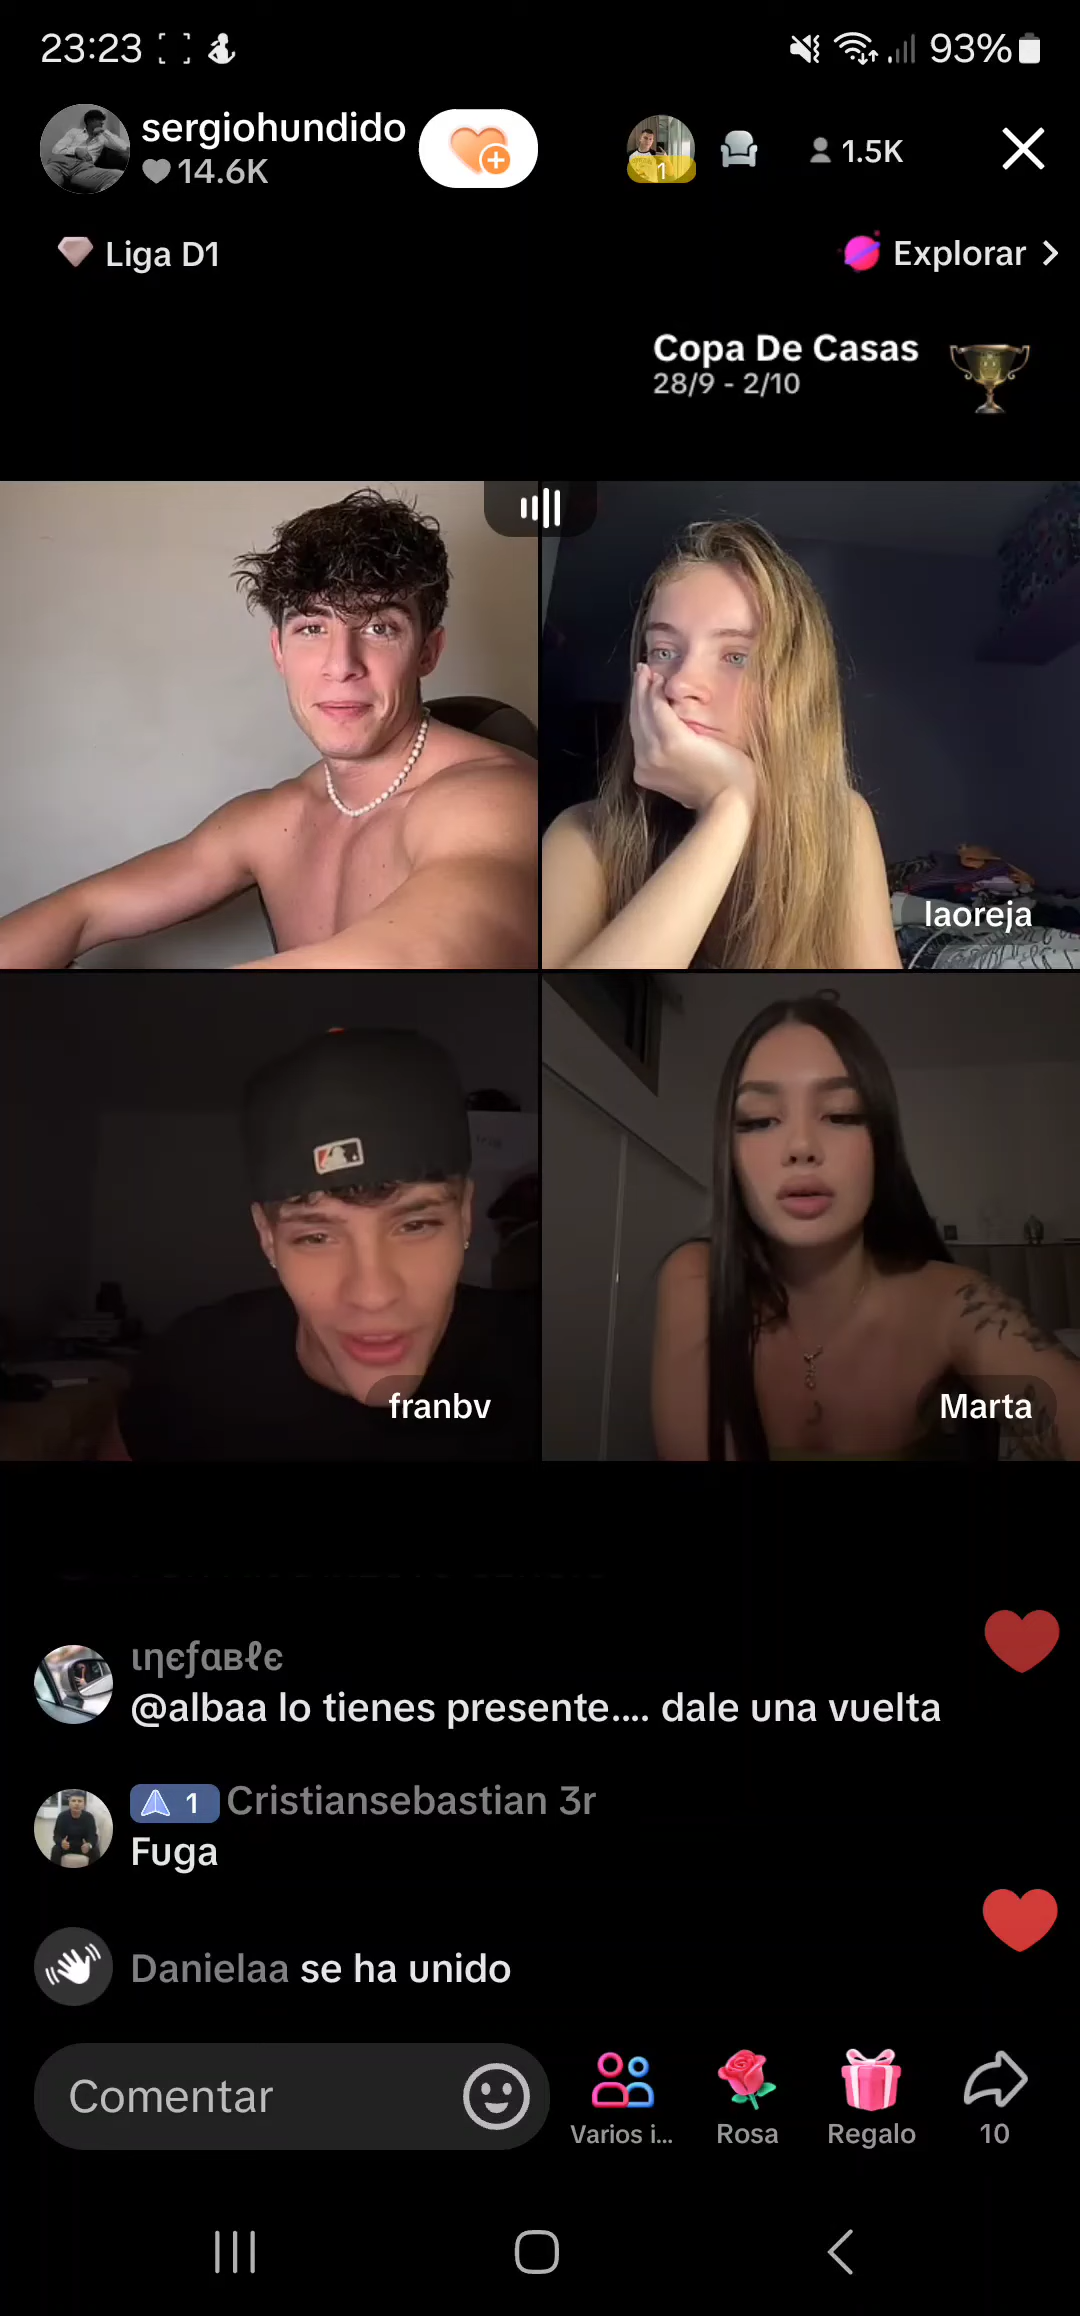 23:23
93%
sergiohundido
14.6K
1
1.5K
Liga D1
Explorar
Copa De Casas
28/9 - 2/10
laoreja
franbv
Marta
ιηєƒαвℓє
@albaa lo tienes presente.... dale una vuelta
1 Cristiansebastian 3r
Fuga
Danielaa se ha unido
Comentar
Varios i...
Rosa
Regalo
10